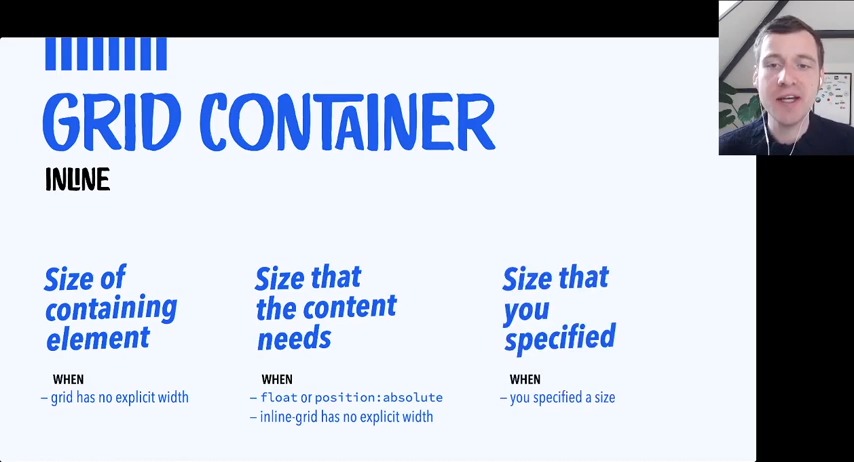 GRID CONTAINER
INLINE
Size of
containing
element
WHEN
– grid has no explicit width
Size that
the content
needs
WHEN
– float or position:absolute
– inline-grid has no explicit width
Size that
you
specified
WHEN
– you specified a size